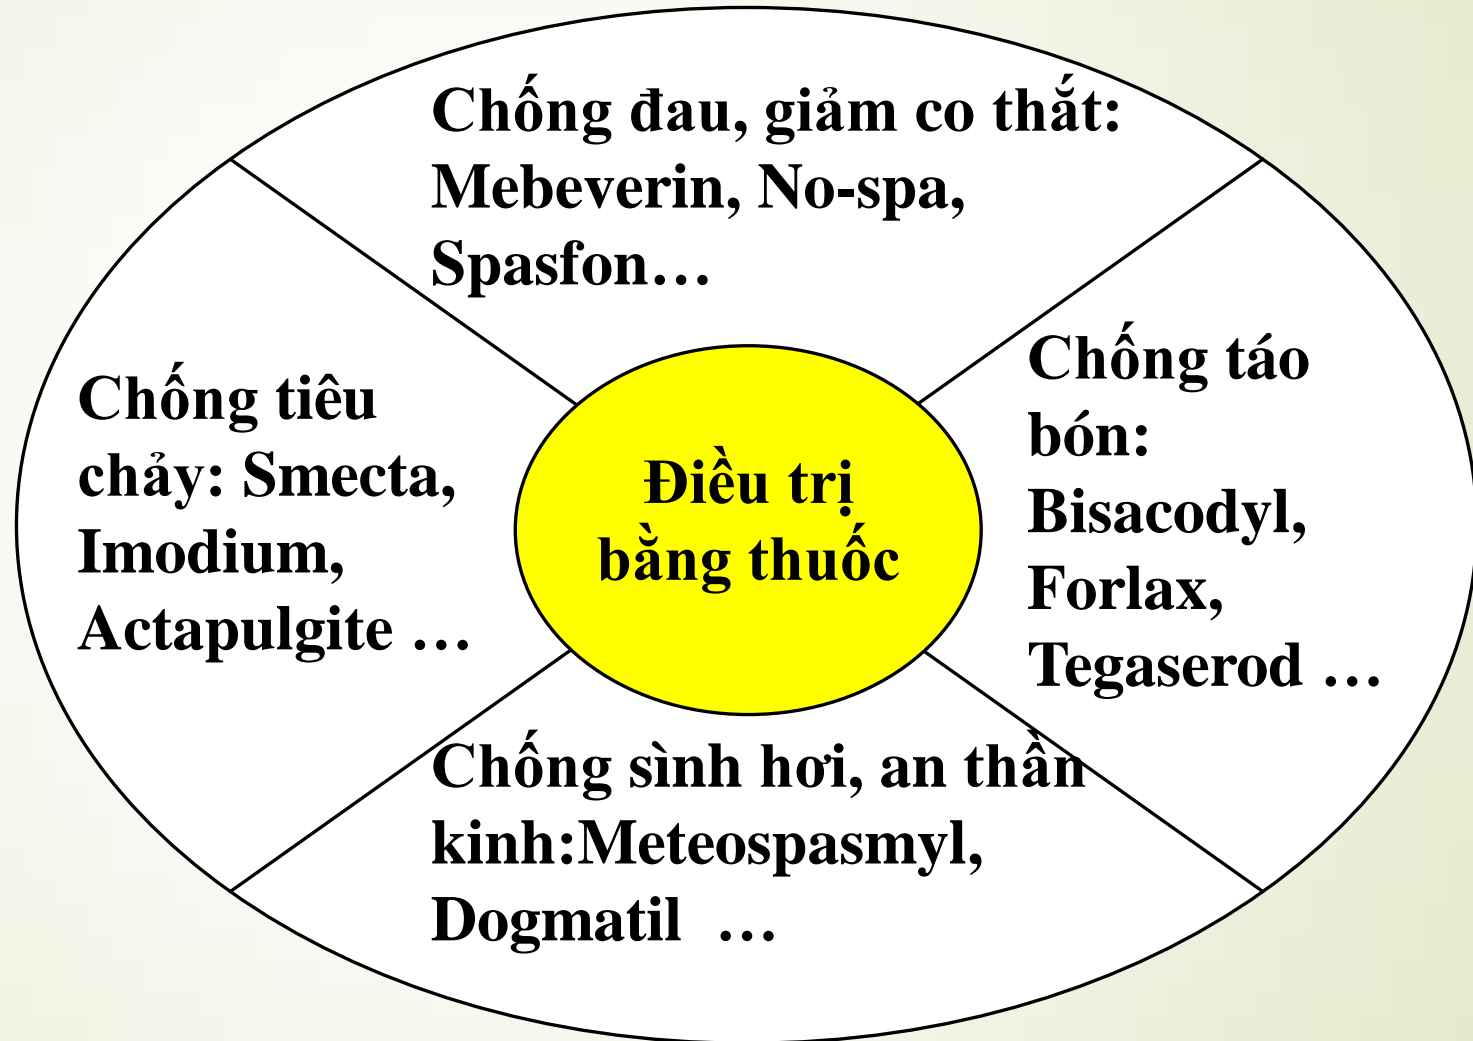 Chống đau, giảm co thắt:
Mebeverin, No-spa,
Spasfon…
Chống tiêu
chảy: Smecta,
Imodium,
Actapulgite …
Điều trị
bằng thuốc
Chống táo
bón:
Bisacodyl,
Forlax,
Tegaserod …
Chống sình hơi, an thần
kinh:Meteospasmyl,
Dogmatil …